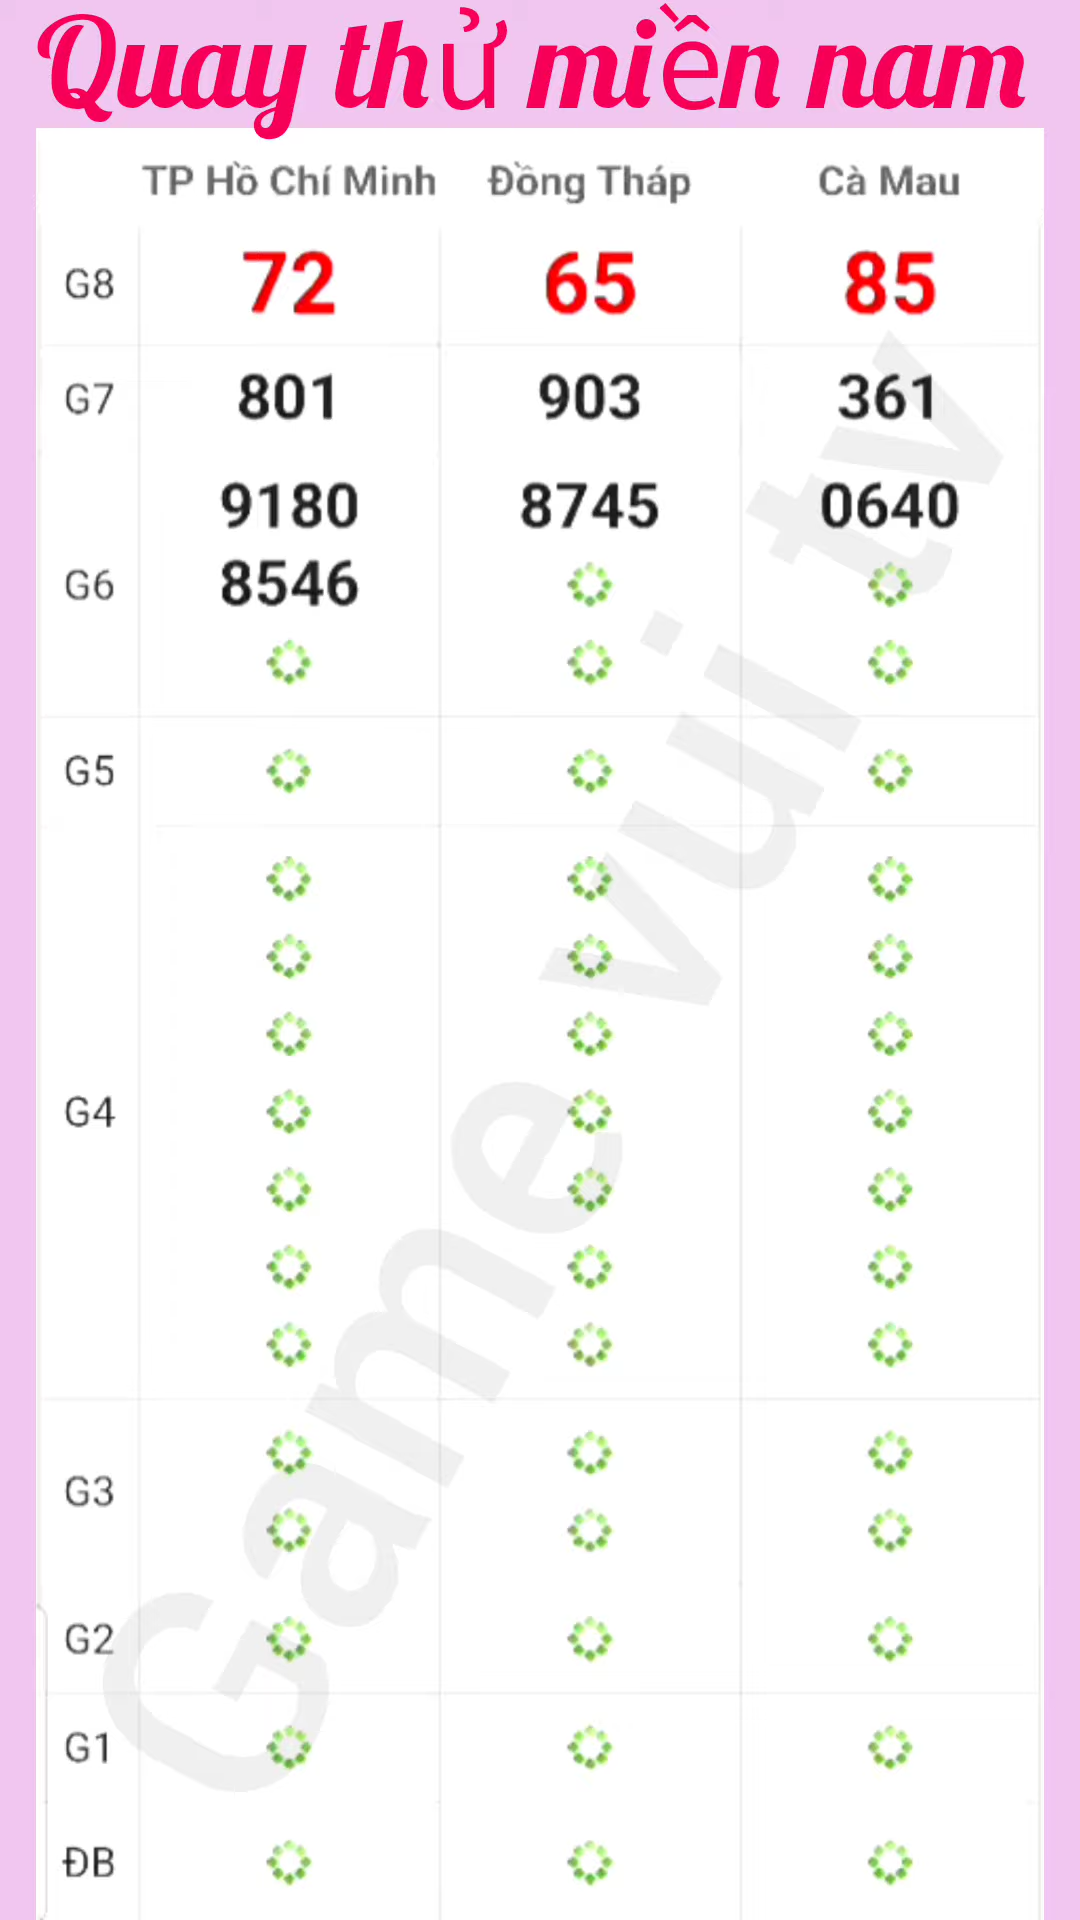 Quay thử miền nam
TP Hồ Chí Minh Đồng Tháp Cà Mau
G8 72 65 85
G7 801 903 361
9180 8745 0640
G6 8546
G5
G4
G3
G2
G1
ĐB
Game vui tv